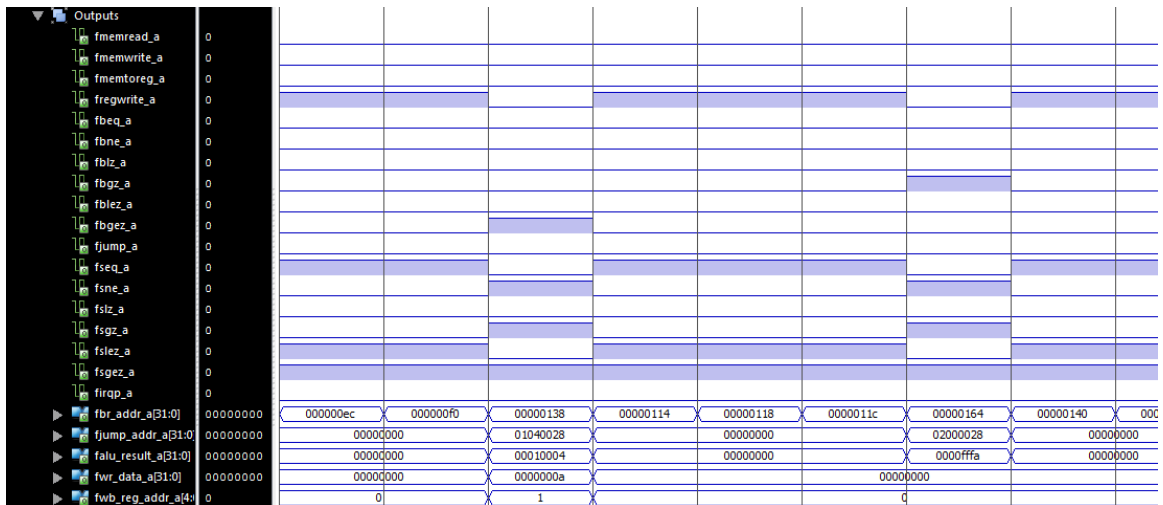 Outputs
fmemread_a 0
fmemwrite_a 0
fmemtoreg_a 0
fregwrite_a 0
fbeq_a 0
fbne_a 0
fblz_a 0
fbgz_a 0
fblez_a 0
fbgez_a 0
fjump_a 0
fseq_a 0
fsne_a 0
fslz_a 0
fsgz_a 0
fslez_a 0
fsgez_a 0
firqp_a 0
fbr_addr_a[31:0] 00000000 000000ec 000000f0 00000138 00000114 00000118 0000011c 00000164 00000140 000
fjump_addr_a[31:0 00000000 00000000 01040028 00000000 02000028 00000000
falu_result_a[31:0] 00000000 00000000 00010004 00000000 0000fffa 00000000
fwr_data_a[31:0] 00000000 00000000 0000000a 00000000
fwb_reg_addr_a[4:( 0 0 1 0